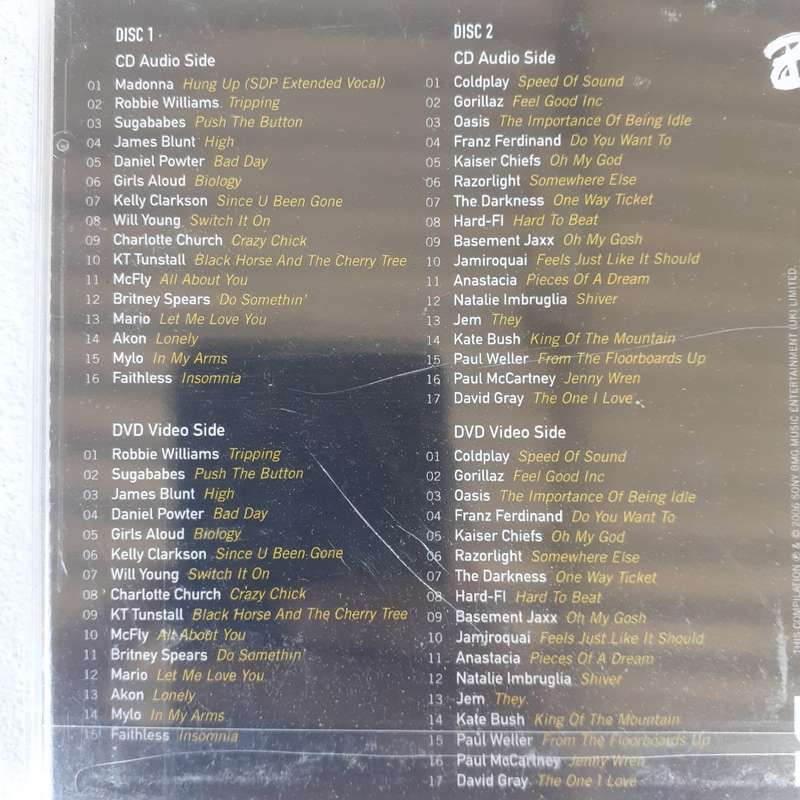 DISC 1
CD Audio Side
01 Madonna Hung Up (SDP Extended Vocal)
02 Robbie Williams Tripping
03 Sugababes Push The Button
04 James Blunt High
05 Daniel Powter Bad Day
06 Girls Aloud Biology
07 Kelly Clarkson Since U Been Gone
08 Will Young Switch It On
09 Charlotte Church Crazy Chick
10 KT Tunstall Black Horse And The Cherry Tree
11 McFly All About You
12 Britney Spears Do Somethin'
13 Mario Let Me Love You
14 Akon Lonely
15 Mylo In My Arms
16 Faithless Insomnia
DVD Video Side
01 Robbie Williams Tripping
02 Sugababes Push The Button
03 James Blunt High
04 Daniel Powter Bad Day
05 Girls Aloud Biology
06 Kelly Clarkson Since U Been Gone
07 Will Young Switch It On
08 Charlotte Church Crazy Chick
09 KT Tunstall Black Horse And The Cherry Tree
10 McFly All About You
11 Britney Spears Do Somethin'
12 Mario Let Me Love You
13 Akon Lonely
14 Mylo In My Arms
15 Faithless Insomnia
DISC 2
CD Audio Side
01 Coldplay Speed Of Sound
02 Gorillaz Feel Good Inc
03 Oasis The Importance Of Being Idle
04 Franz Ferdinand Do You Want To
05 Kaiser Chiefs Oh My God
06 Razorlight Somewhere Else
07 The Darkness One Way Ticket
08 Hard-FI Hard To Beat
09 Basement Jaxx Oh My Gosh
10 Jamiroquai Feels Just Like It Should
11 Anastacia Pieces Of A Dream
12 Natalie Imbruglia Shiver
13 Jem They
14 Kate Bush King Of The Mountain
15 Paul Weller From The Floorboards Up
16 Paul McCartney Jenny Wren
17 David Gray The One I Love
DVD Video Side
01 Coldplay Speed Of Sound
02 Gorillaz Feel Good Inc
03 Oasis The Importance Of Being Idle
04 Franz Ferdinand Do You Want To
05 Kaiser Chiefs Oh My God
06 Razorlight Somewhere Else
07 The Darkness One Way Ticket
08 Hard-FI Hard To Beat
09 Basement Jaxx Oh My Gosh
10 Jamiroquai Feels Just Like It Should
11 Anastacia Pieces Of A Dream
12 Natalie Imbruglia Shiver
13 Jem They
14 Kate Bush King Of The Mountain
15 Paul Weller From The Floorboards Up
16 Paul McCartney Jenny Wren
17 David Gray The One I Love
THIS COMPILATION ℗ & © 2006 SONY BMG MUSIC ENTERTAINMENT (UK) LIMITED.